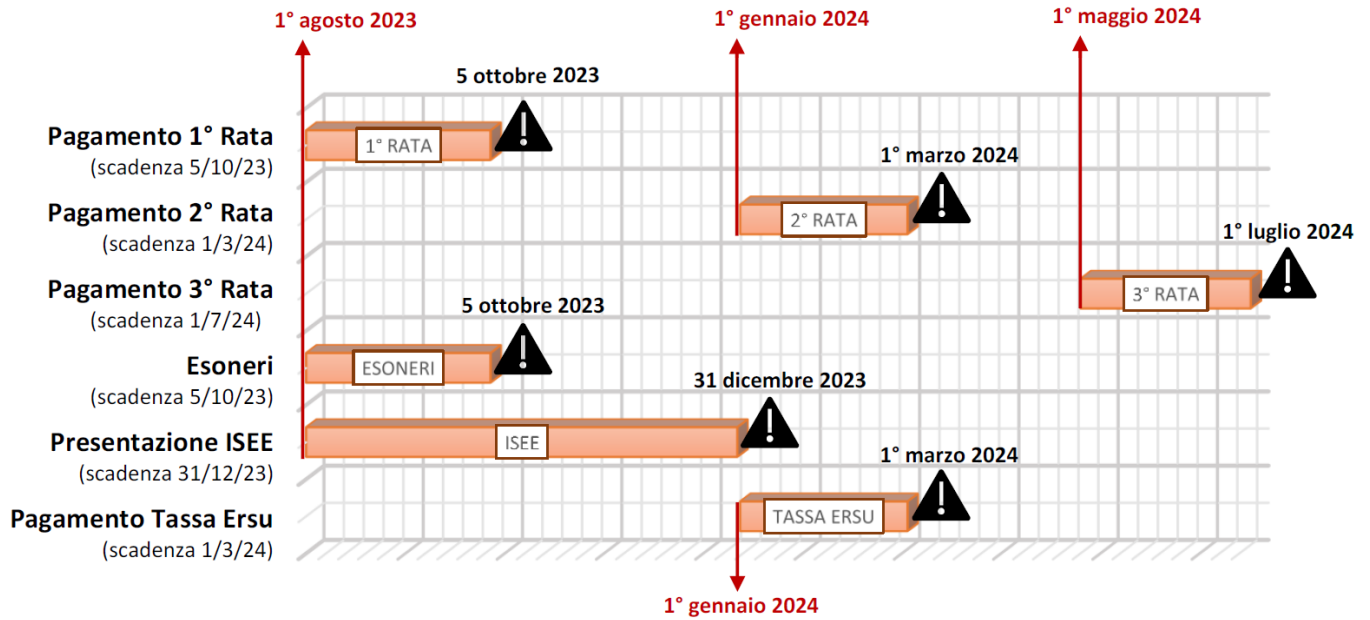 1° agosto 2023
1° gennaio 2024
1° maggio 2024
5 ottobre 2023
Pagamento 1° Rata
(scadenza 5/10/23)
1° RATA
1° marzo 2024
Pagamento 2° Rata
(scadenza 1/3/24)
2° RATA
1° luglio 2024
Pagamento 3° Rata
(scadenza 1/7/24)
3° RATA
5 ottobre 2023
Esoneri
(scadenza 5/10/23)
ESONERI
31 dicembre 2023
Presentazione ISEE
(scadenza 31/12/23)
ISEE
1° marzo 2024
Pagamento Tassa Ersu
(scadenza 1/3/24)
TASSA ERSU
1° gennaio 2024